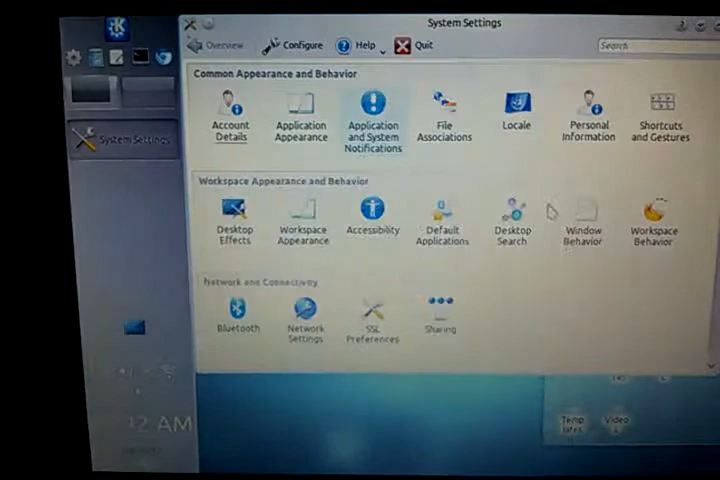 System Settings
Overview Configure Help Quit
Search
Common Appearance and Behavior
Account Details
Application Appearance
Application and System Notifications
File Associations
Locale
Personal Information
Shortcuts and Gestures
System Settings
Workspace Appearance and Behavior
Desktop Effects
Workspace Appearance
Accessibility
Default Applications
Desktop Search
Window Behavior
Workspace Behavior
Network and Connectivity
Bluetooth
Network Settings
SSL Preferences
Sharing
AM
Temp lates
Video